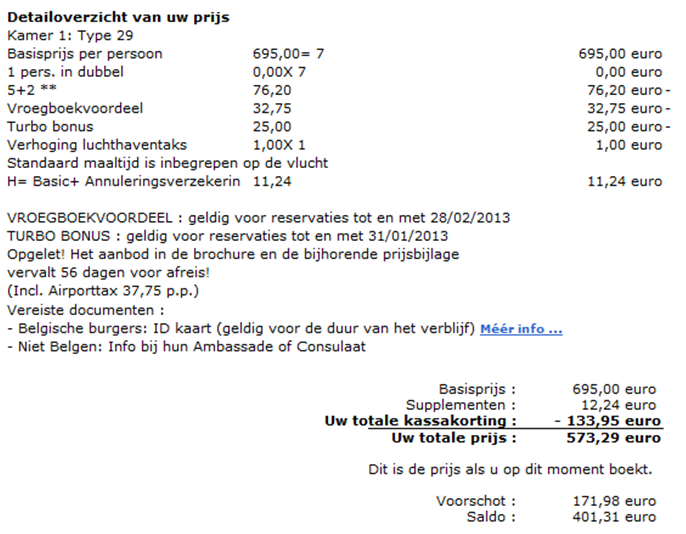 Detailoverzicht van uw prijs
Kamer 1: Type 29
Basisprijs per persoon 695,00= 7 695,00 euro
1 pers. in dubbel 0,00X 7 0,00 euro
5+2 ** 76,20 76,20 euro -
Vroegboekvoordeel 32,75 32,75 euro -
Turbo bonus 25,00 25,00 euro -
Verhoging luchthaventaks 1,00X 1 1,00 euro
Standaard maaltijd is inbegrepen op de vlucht
H= Basic+ Annuleringsverzekerin 11,24 11,24 euro
VROEGBOEKVOORDEEL : geldig voor reservaties tot en met 28/02/2013
TURBO BONUS : geldig voor reservaties tot en met 31/01/2013
Opgelet! Het aanbod in de brochure en de bijhorende prijsbijlage
vervalt 56 dagen voor afreis!
(Incl. Airporttax 37,75 p.p.)
Vereiste documenten :
- Belgische burgers: ID kaart (geldig voor de duur van het verblijf) Méér info ...
- Niet Belgen: Info bij hun Ambassade of Consulaat
Basisprijs : 695,00 euro
Supplementen : 12,24 euro
Uw totale kassakorting : - 133,95 euro
Uw totale prijs : 573,29 euro
Dit is de prijs als u op dit moment boekt.
Voorschot : 171,98 euro
Saldo : 401,31 euro